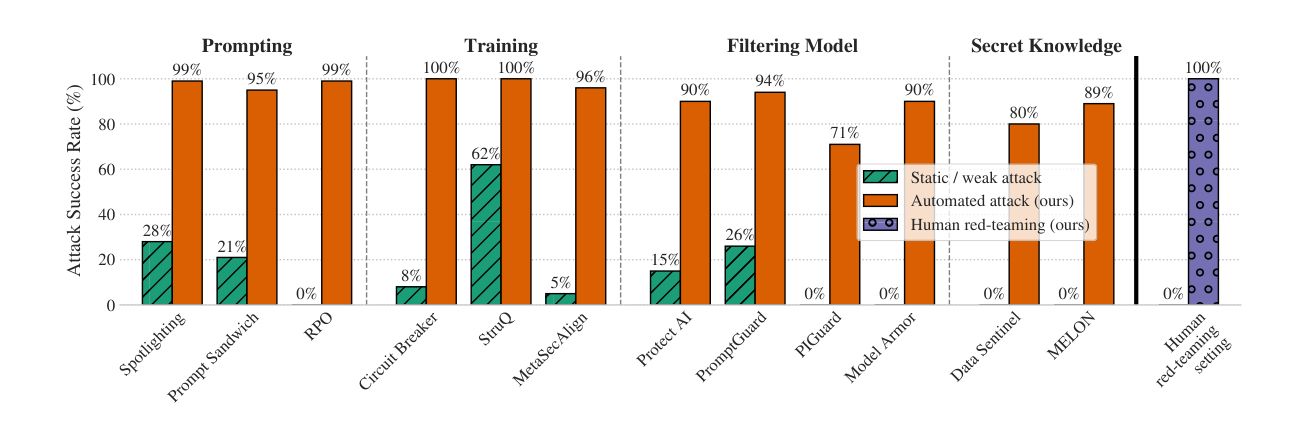 Prompting
Training
Filtering Model
Secret Knowledge
Attack Success Rate (%)
100
80
60
40
20
0
28%
99%
21%
95%
0%
99%
8%
100%
62%
100%
5%
96%
15%
90%
26%
94%
0%
71%
0%
90%
0%
80%
0%
89%
0%
100%
Static / weak attack
Automated attack (ours)
Human red-teaming (ours)
Spotlighting
Prompt Sandwich
RPO
Circuit Breaker
StruQ
MetaSecAlign
Protect AI
PromptGuard
PIGuard
Model Armor
Data Sentinel
MELON
Human
red-teaming
setting